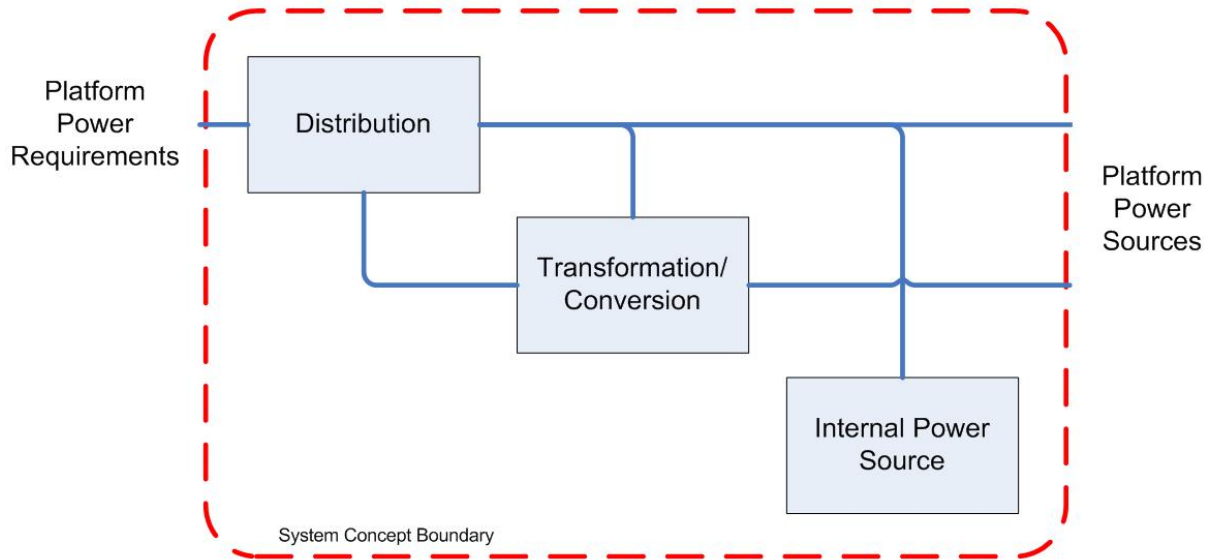 Platform
Power
Requirements
Distribution
Transformation/
Conversion
Platform
Power
Sources
Internal Power
Source
System Concept Boundary